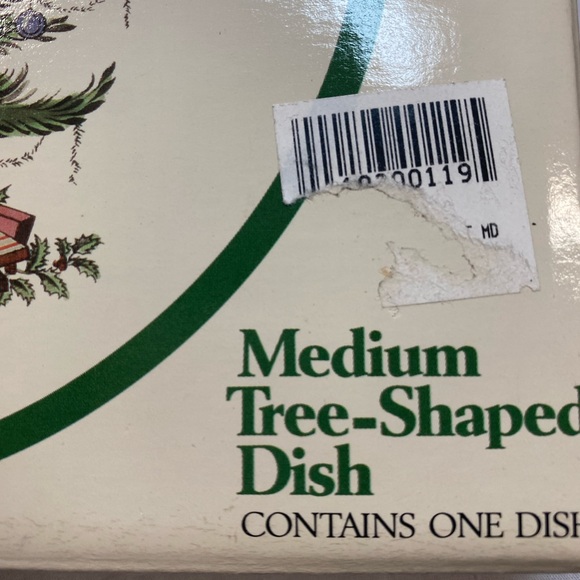 MD
Medium
Tree-Shaped
Dish
CONTAINS ONE DISH